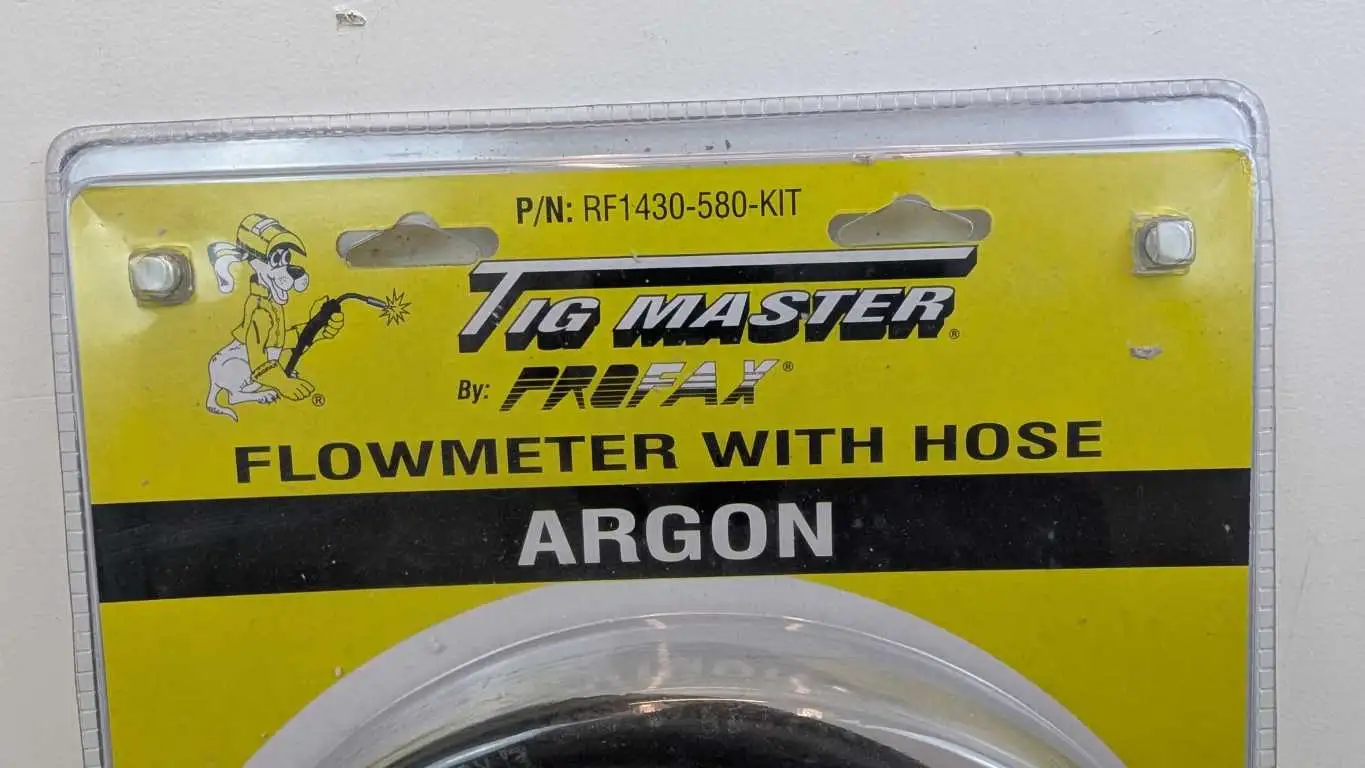 P/N: RF1430-580-KIT
TIG MASTER®
By: PROFAX®
®
FLOWMETER WITH HOSE
ARGON